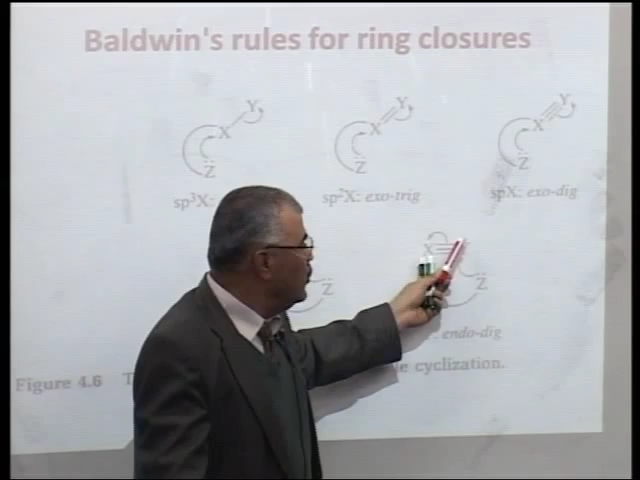 Baldwin's rules for ring closures
Y Y Y
X X X
Z Z Z
sp³X: sp²X: exo-trig spX: exo-dig
X
Z Z
endo-dig
Figure 4.6 T e cyclization.